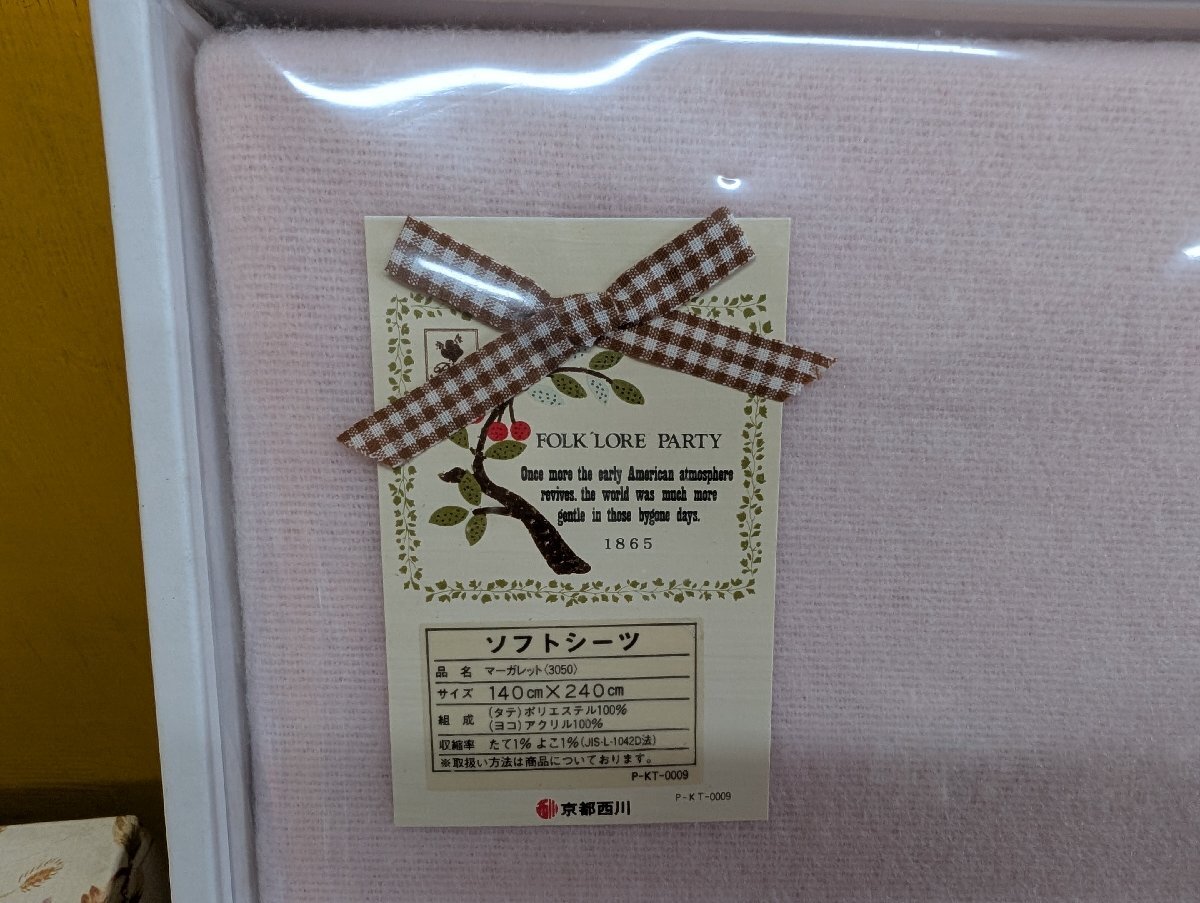 FOLK'LORE PARTY
Once more the early American atmosphere
revives. the world was much more
gentle in those bygone days.
1865
ソフトシーツ
品名 マーガレット(3050)
サイズ 140cm×240cm
組成 (タテ)ポリエステル100%
(ヨコ)アクリル100%
収縮率 たて1% よこ1%(JIS-L-1042D法)
※取扱い方法は商品についております。
P-KT-0009
P-KT-0009
京都西川